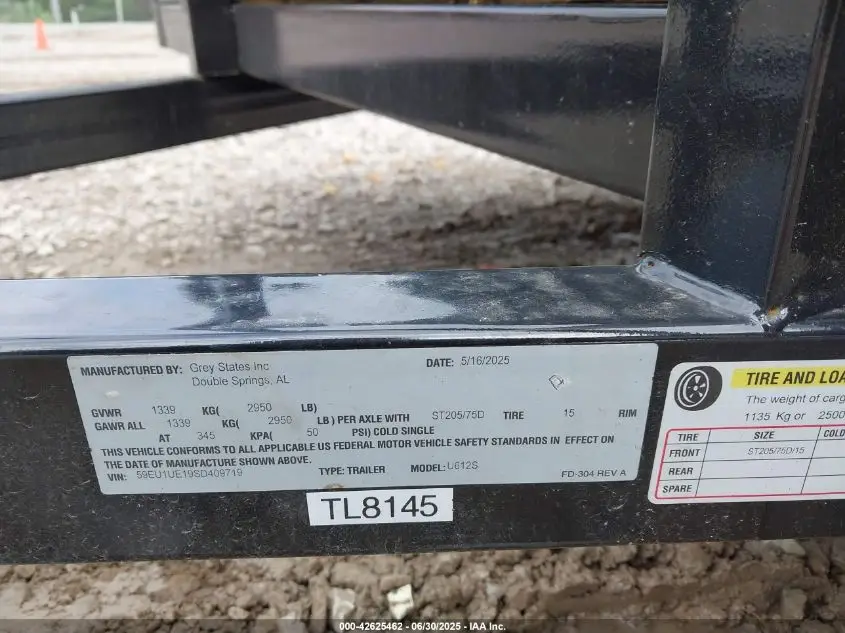 MANUFACTURED BY: Grey States Inc DATE: 5/16/2025
Double Springs, AL
GVWR 1339 KG( 2950 LB)
GAWR ALL 1339 KG( 2950 LB) PER AXLE WITH ST205/75D TIRE 15 RIM
AT 345 KPA( 50 PSI) COLD SINGLE
THIS VEHICLE CONFORMS TO ALL APPLICABLE US FEDERAL MOTOR VEHICLE SAFETY STANDARDS IN EFFECT ON
THE DATE OF MANUFACTURE SHOWN ABOVE.
VIN: 59EU1UE19SD409719 TYPE: TRAILER MODEL: U612S
FD-304 REV A
TL8145
TIRE AND LOA
The weight of carg
1135 Kg or 2500
TIRE SIZE COLD
FRONT ST205/75D/15
REAR
SPARE
000-42625462 - 06/30/2025 - IAA Inc.